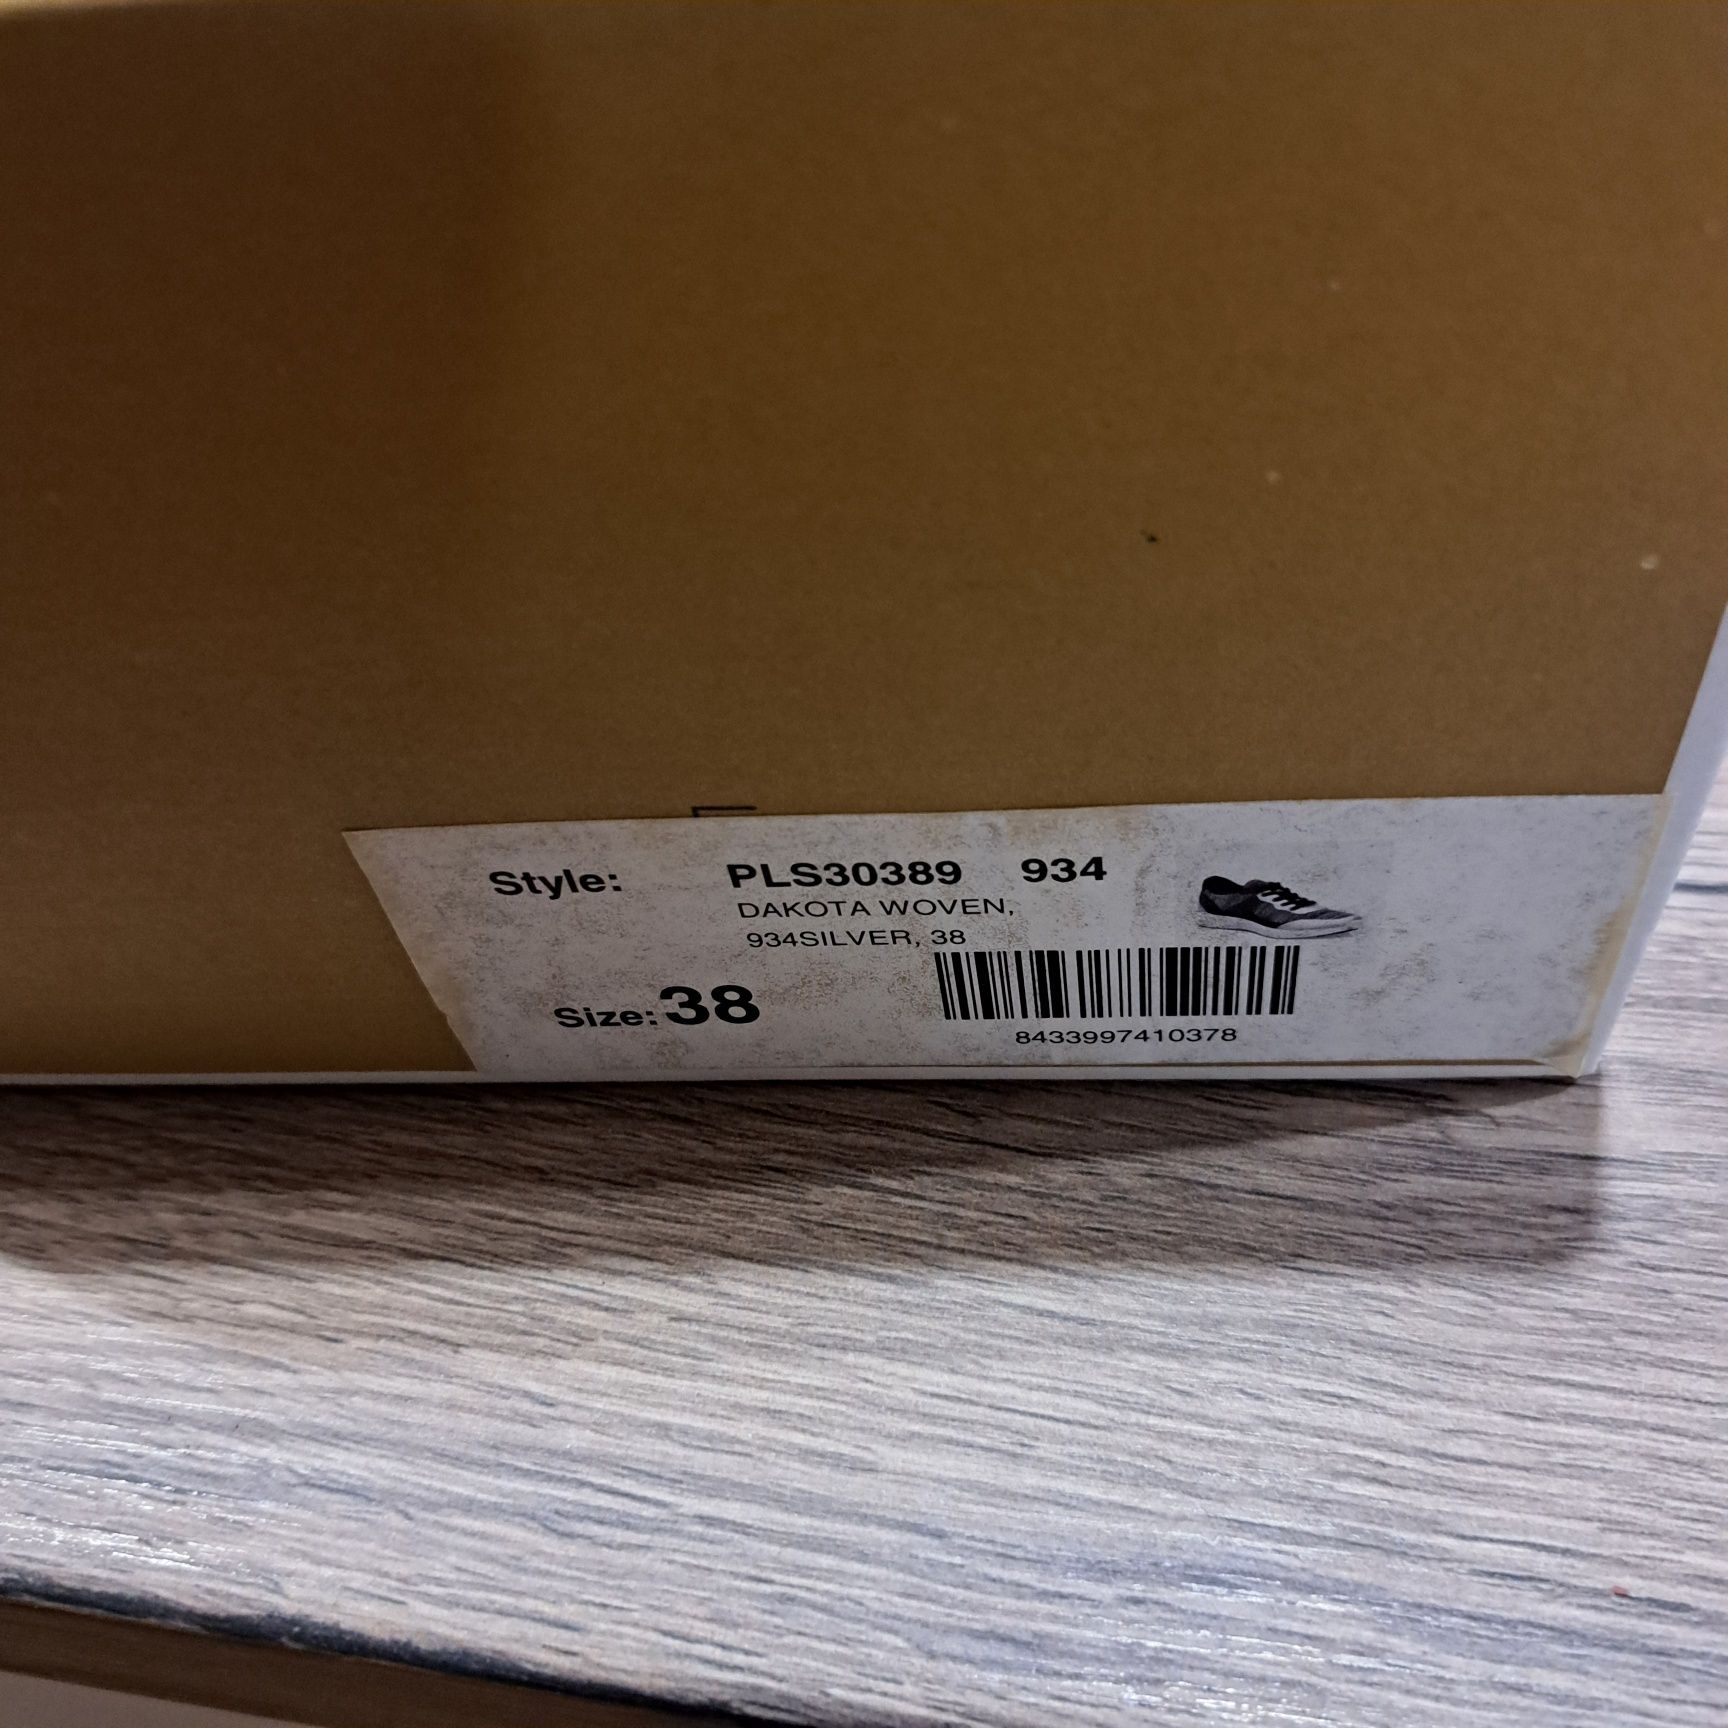 Style: PLS30389 934
DAKOTA WOVEN,
934SILVER, 38
Size: 38
8433997410378